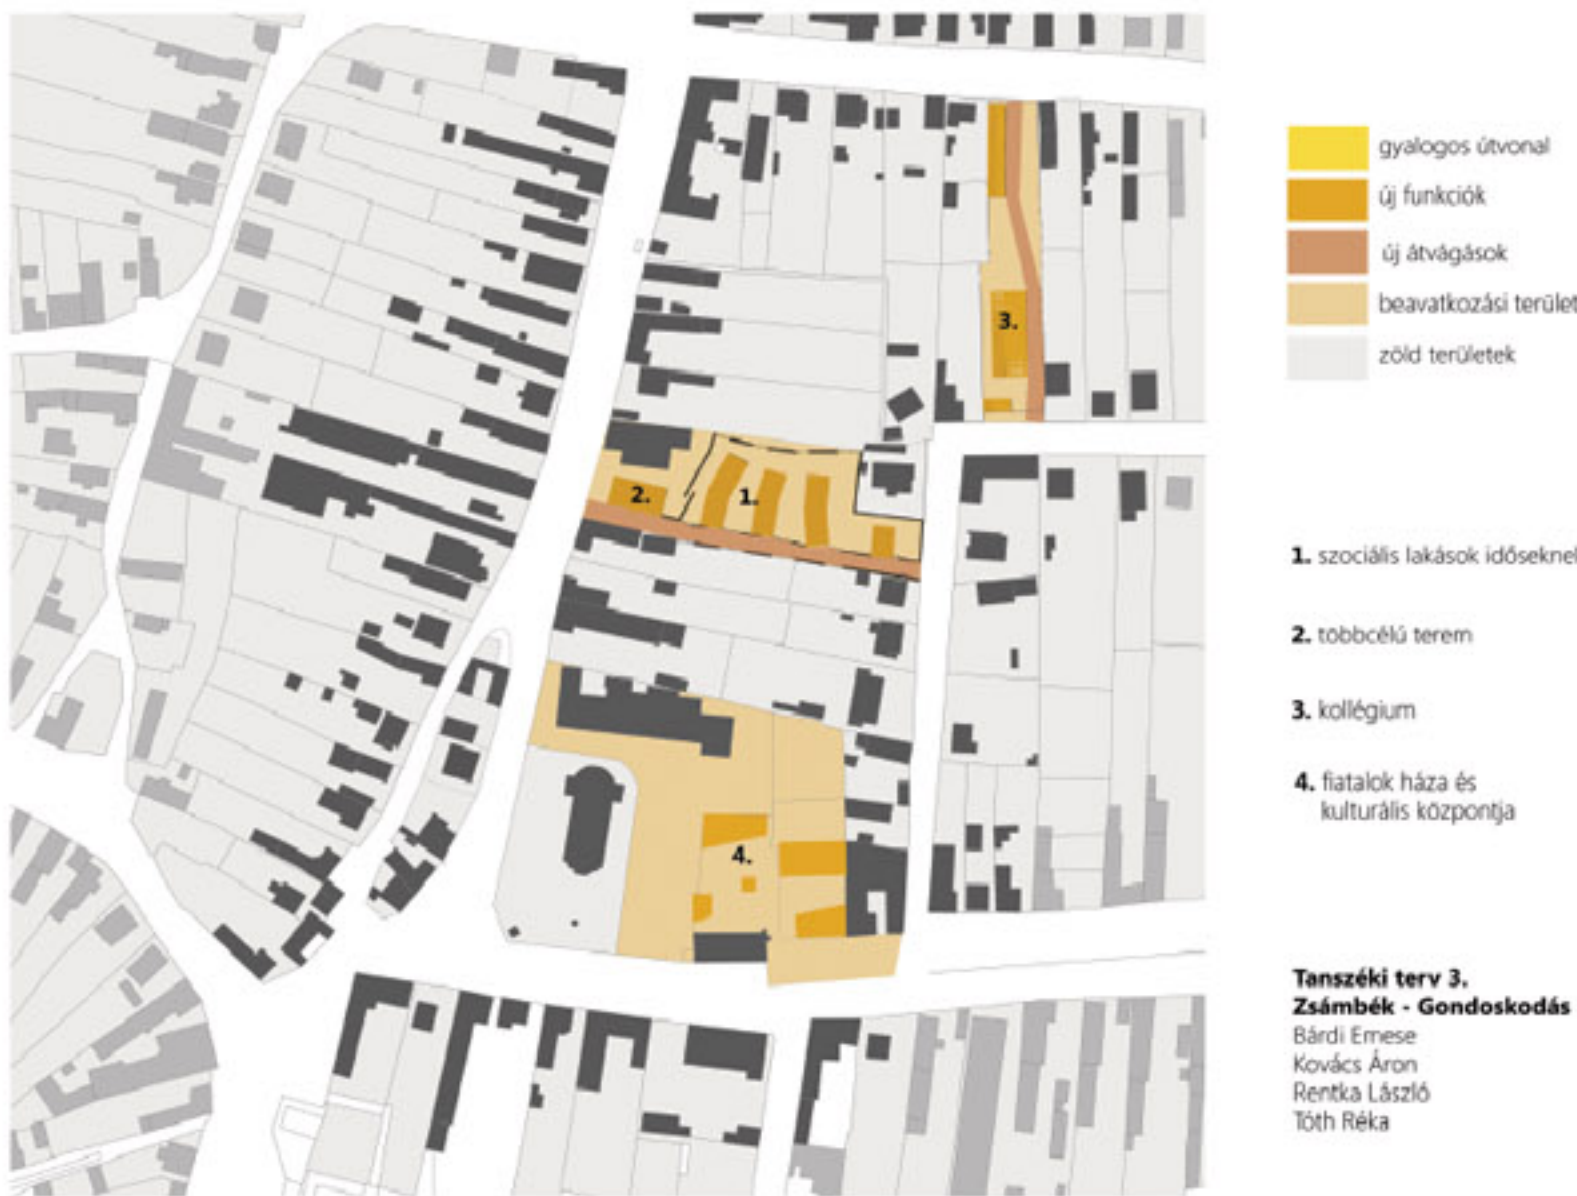 gyalogos útvonal
új funkciók
új átvágások
beavatkozási terület
zöld területek
3.
2.
1.
4.
1. szociális lakások időseknek
2. többcélú terem
3. kollégium
4. fiatalok háza és
kulturális központja
Tanszéki terv 3.
Zsámbék - Gondoskodás
Bárdi Emese
Kovács Áron
Rentka László
Tóth Réka